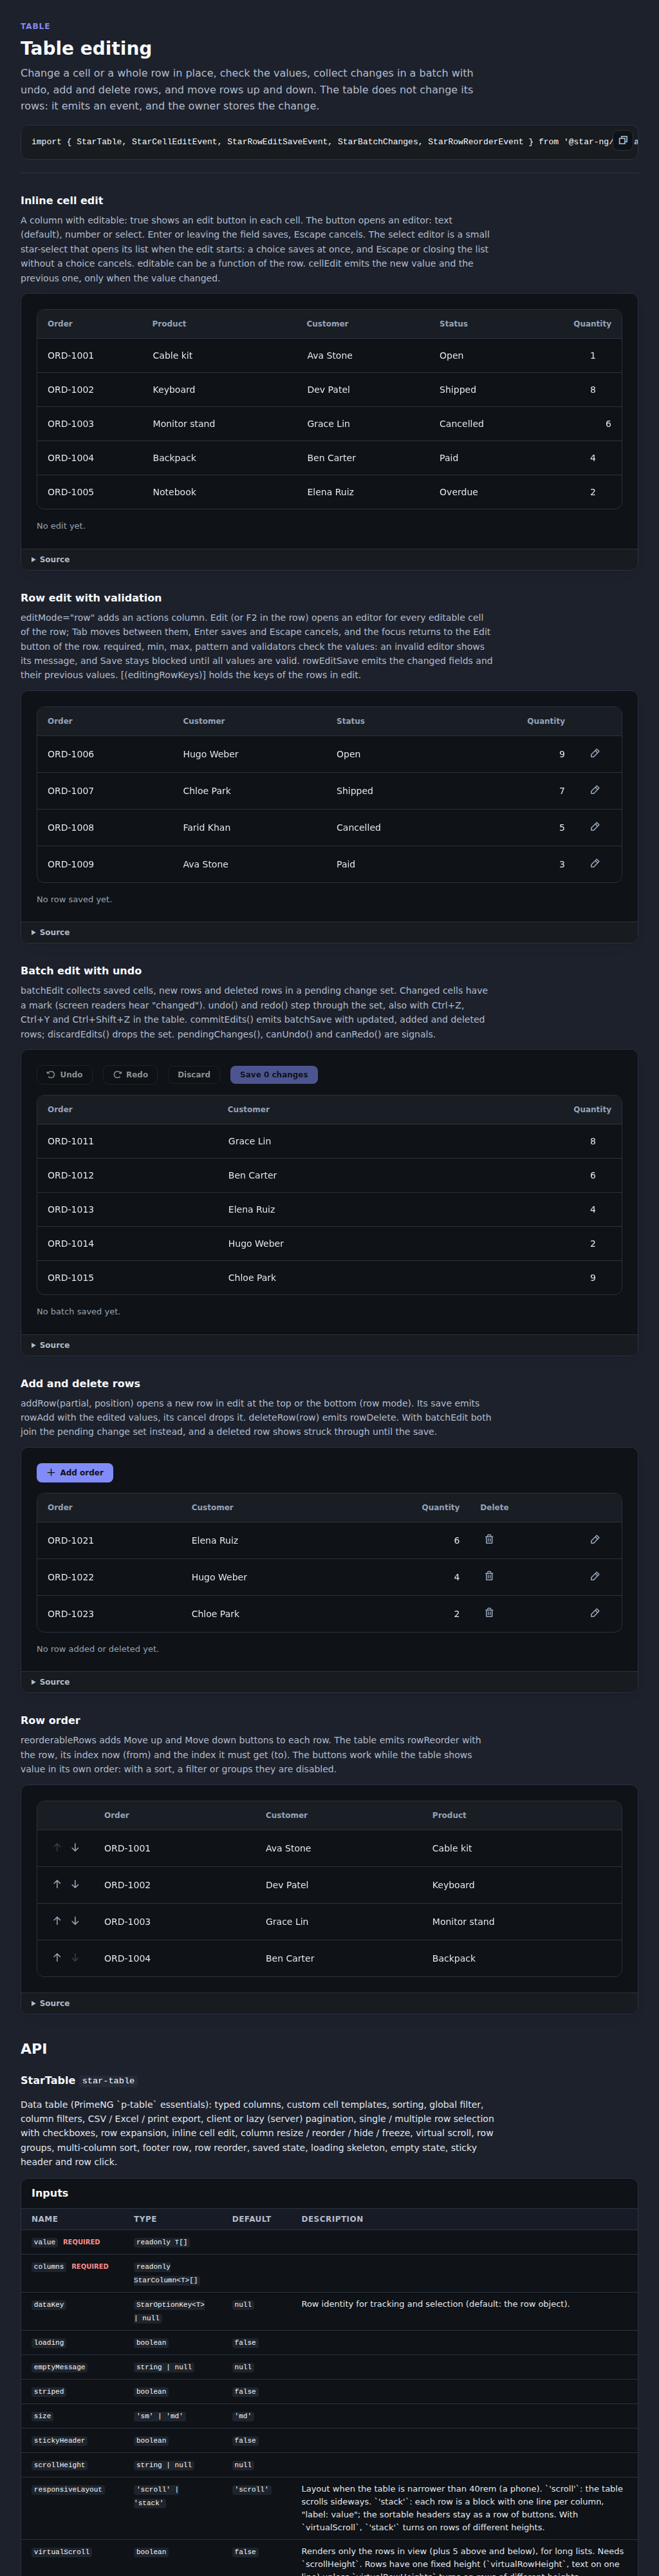 TABLE
Table editing
Change a cell or a whole row in place, check the values, collect changes in a batch with
undo, add and delete rows, and move rows up and down. The table does not change its
rows: it emits an event, and the owner stores the change.
import { StarTable, StarCellEditEvent, StarRowEditSaveEvent, StarBatchChanges, StarRowReorderEvent } from '@star-ng/
Inline cell edit
A column with editable: true shows an edit button in each cell. The button opens an editor: text
(default), number or select. Enter or leaving the field saves, Escape cancels. The select editor is a small
star-select that opens its list when the edit starts: a choice saves at once, and Escape or closing the list
without a choice cancels. editable can be a function of the row. cellEdit emits the new value and the
previous one, only when the value changed.
Order Product Customer Status Quantity
ORD-1001 Cable kit Ava Stone Open 1
ORD-1002 Keyboard Dev Patel Shipped 8
ORD-1003 Monitor stand Grace Lin Cancelled 6
ORD-1004 Backpack Ben Carter Paid 4
ORD-1005 Notebook Elena Ruiz Overdue 2
No edit yet.
Source
Row edit with validation
editMode="row" adds an actions column. Edit (or F2 in the row) opens an editor for every editable cell
of the row; Tab moves between them, Enter saves and Escape cancels, and the focus returns to the Edit
button of the row. required, min, max, pattern and validators check the values: an invalid editor shows
its message, and Save stays blocked until all values are valid. rowEditSave emits the changed fields and
their previous values. [(editingRowKeys)] holds the keys of the rows in edit.
Order Customer Status Quantity
ORD-1006 Hugo Weber Open 9
ORD-1007 Chloe Park Shipped 7
ORD-1008 Farid Khan Cancelled 5
ORD-1009 Ava Stone Paid 3
No row saved yet.
Source
Batch edit with undo
batchEdit collects saved cells, new rows and deleted rows in a pending change set. Changed cells have
a mark (screen readers hear "changed"). undo() and redo() step through the set, also with Ctrl+Z,
Ctrl+Y and Ctrl+Shift+Z in the table. commitEdits() emits batchSave with updated, added and deleted
rows; discardEdits() drops the set. pendingChanges(), canUndo() and canRedo() are signals.
Undo Redo Discard Save 0 changes
Order Customer Quantity
ORD-1011 Grace Lin 8
ORD-1012 Ben Carter 6
ORD-1013 Elena Ruiz 4
ORD-1014 Hugo Weber 2
ORD-1015 Chloe Park 9
No batch saved yet.
Source
Add and delete rows
addRow(partial, position) opens a new row in edit at the top or the bottom (row mode). Its save emits
rowAdd with the edited values, its cancel drops it. deleteRow(row) emits rowDelete. With batchEdit both
join the pending change set instead, and a deleted row shows struck through until the save.
Add order
Order Customer Quantity Delete
ORD-1021 Elena Ruiz 6
ORD-1022 Hugo Weber 4
ORD-1023 Chloe Park 2
No row added or deleted yet.
Source
Row order
reorderableRows adds Move up and Move down buttons to each row. The table emits rowReorder with
the row, its index now (from) and the index it must get (to). The buttons work while the table shows
value in its own order: with a sort, a filter or groups they are disabled.
Order Customer Product
ORD-1001 Ava Stone Cable kit
ORD-1002 Dev Patel Keyboard
ORD-1003 Grace Lin Monitor stand
ORD-1004 Ben Carter Backpack
Source
API
StarTable star-table
Data table (PrimeNG `p-table` essentials): typed columns, custom cell templates, sorting, global filter,
column filters, CSV / Excel / print export, client or lazy (server) pagination, single / multiple row selection
with checkboxes, row expansion, inline cell edit, column resize / reorder / hide / freeze, virtual scroll, row
groups, multi-column sort, footer row, row reorder, saved state, loading skeleton, empty state, sticky
header and row click.
Inputs
NAME TYPE DEFAULT DESCRIPTION
value REQUIRED readonly T[]
columns REQUIRED readonly
StarColumn<T>[]
dataKey StarOptionKey<T> null Row identity for tracking and selection (default: the row object).
| null
loading boolean false
emptyMessage string | null null
striped boolean false
size 'sm' | 'md' 'md'
stickyHeader boolean false
scrollHeight string | null null
responsiveLayout 'scroll' | 'scroll' Layout when the table is narrower than 40rem (a phone). `'scroll'`: the table
'stack' scrolls sideways. `'stack'`: each row is a block with one line per column,
"label: value"; the sortable headers stay as a row of buttons. With
`virtualScroll`, `'stack'` turns on rows of different heights.
virtualScroll boolean false Renders only the rows in view (plus 5 above and below), for long lists. Needs
`scrollHeight`. Rows have one fixed height (`virtualRowHeight`, text on one